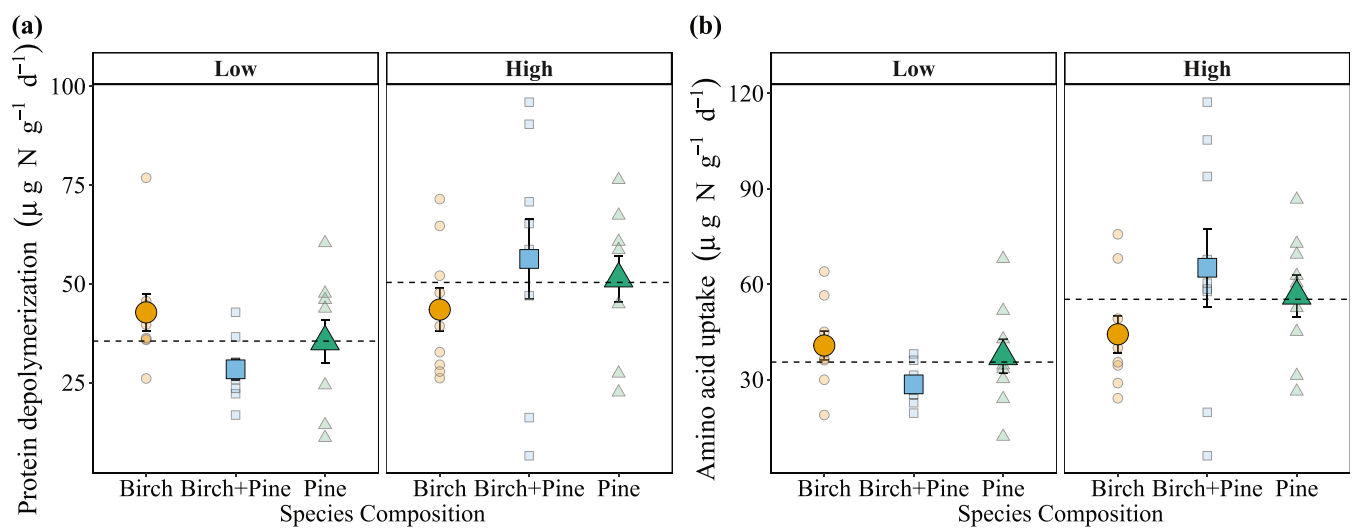 (a)
Protein depolymerization (μ g N g⁻¹ d⁻¹)
Low
High
100
75
50
25
Birch Birch+Pine Pine
Birch Birch+Pine Pine
Species Composition
(b)
Amino acid uptake (μ g N g⁻¹ d⁻¹)
Low
High
120
90
60
30
Birch Birch+Pine Pine
Birch Birch+Pine Pine
Species Composition